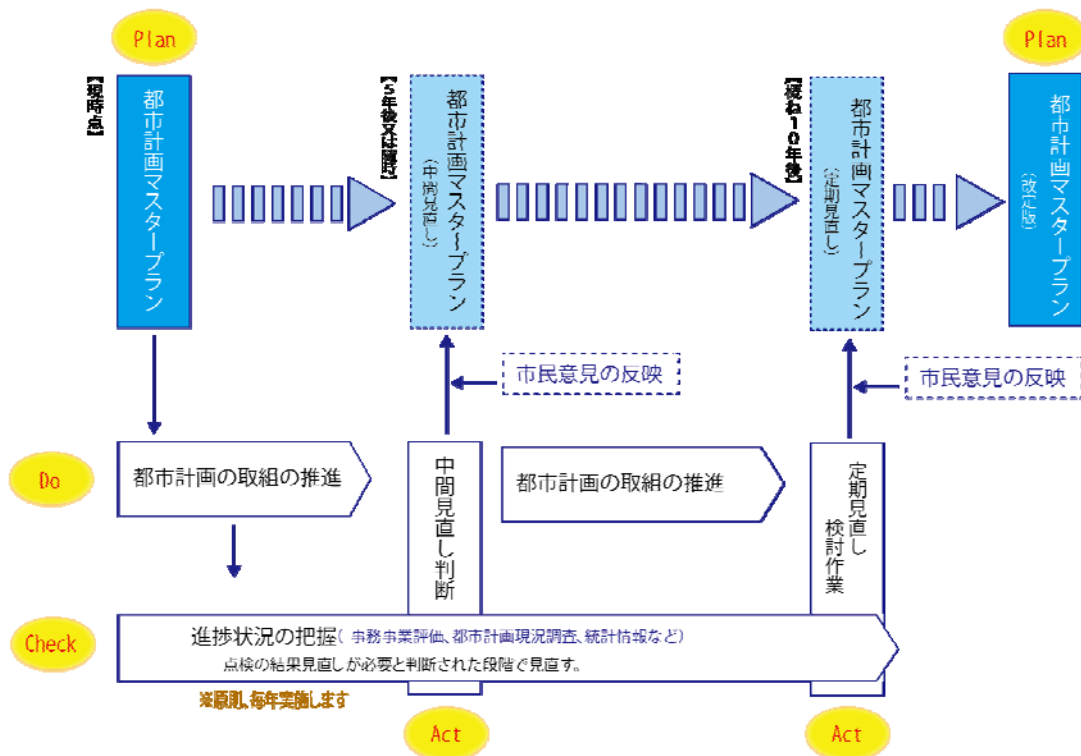 Plan
Plan
【現時点】
都市計画マスタープラン
【5年後又は随時】
都市計画マスタープラン
(中間見直し)
【概ね10年後】
都市計画マスタープラン
(定期見直し)
都市計画マスタープラン
(改定版)
市民意見の反映
市民意見の反映
Do
都市計画の取組の推進
中間見直し判断
都市計画の取組の推進
定期見直し
検討作業
Check
進捗状況の把握( 事務事業評価、都市計画現況調査、統計情報など)
点検の結果見直しが必要と判断された段階で見直す。
※原則、毎年実施します
Act
Act